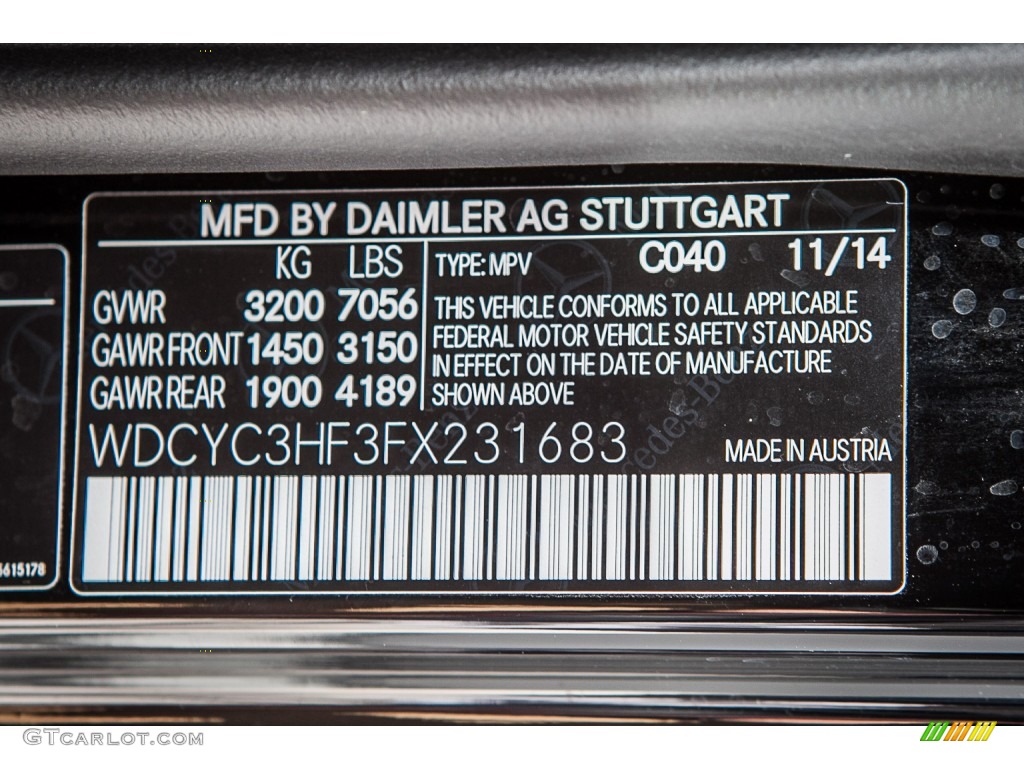 MFD BY DAIMLER AG STUTTGART
KG LBS
GVWR 3200 7056
GAWR FRONT 1450 3150
GAWR REAR 1900 4189
TYPE: MPV C040 11/14
THIS VEHICLE CONFORMS TO ALL APPLICABLE
FEDERAL MOTOR VEHICLE SAFETY STANDARDS
IN EFFECT ON THE DATE OF MANUFACTURE
SHOWN ABOVE
WDCYC3HF3FX231683 MADE IN AUSTRIA
615178
GTCARLOT.COM